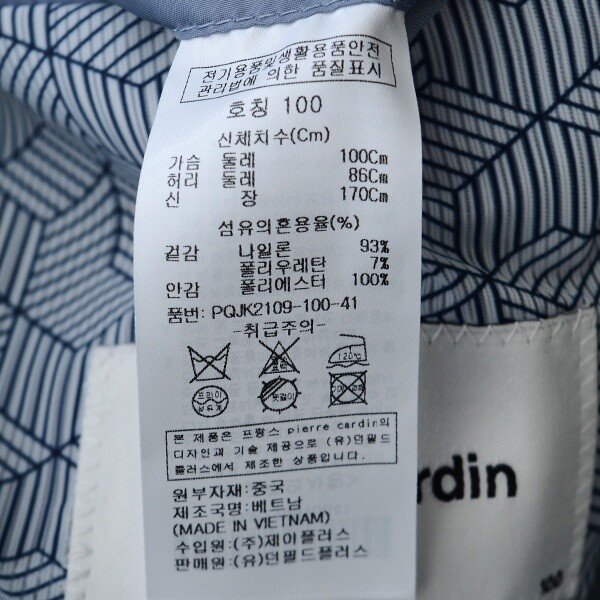 전기용품및생활용품안전
관리법에 의한 품질표시
호칭 100
신체치수(Cm)
가슴 둘레 100Cm
허리 둘레 86Cm
신 장 170Cm
섬유의혼용율(%)
겉감 나일론 93%
폴리우레탄 7%
안감 폴리에스터 100%
품번: PQJK2109-100-41
-취급주의-
120℃
드라이
옷걸이
본 제품은 프랑스 pierre cardin의
디자인과 기술 제공으로 (유)던필드
플러스에서 제조한 상품입니다.
원부자재:중국
제조국명:베트남
(MADE IN VIETNAM)
수입원:(주)제이플러스
판매원:(유)던필드플러스
rdin
100